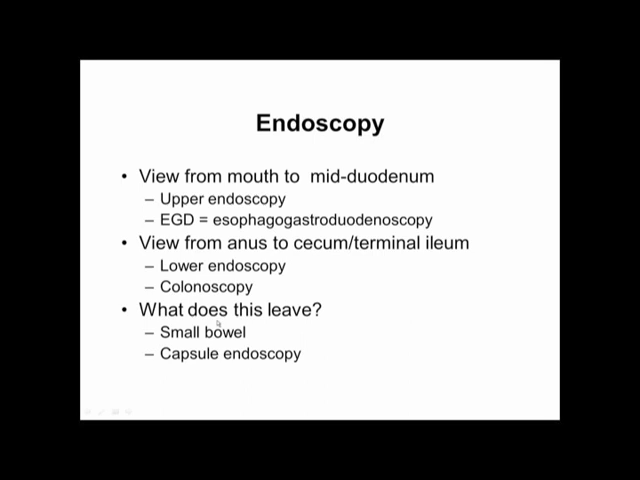 Endoscopy
• View from mouth to mid-duodenum
– Upper endoscopy
– EGD = esophagogastroduodenoscopy
• View from anus to cecum/terminal ileum
– Lower endoscopy
– Colonoscopy
• What does this leave?
– Small bowel
– Capsule endoscopy